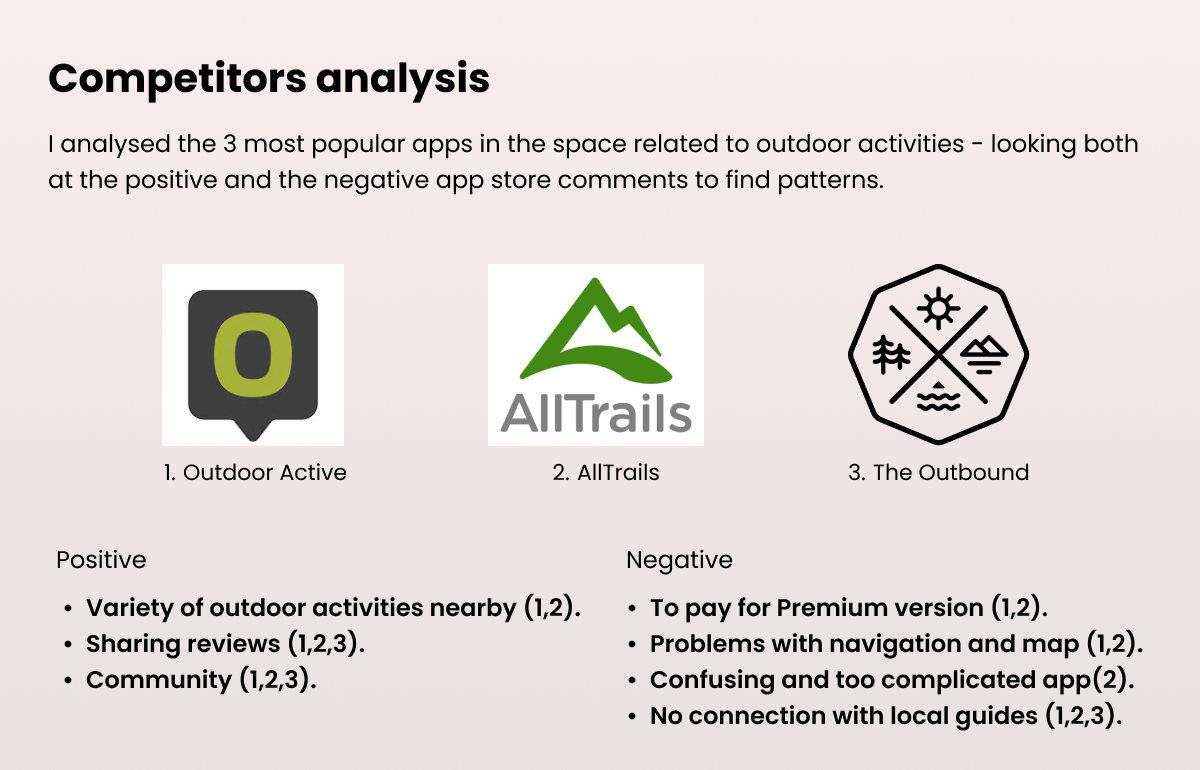 Competitors analysis
I analysed the 3 most popular apps in the space related to outdoor activities - looking both
at the positive and the negative app store comments to find patterns.
O
AllTrails
1. Outdoor Active
2. AllTrails
3. The Outbound
Positive
• Variety of outdoor activities nearby (1,2).
• Sharing reviews (1,2,3).
• Community (1,2,3).
Negative
• To pay for Premium version (1,2).
• Problems with navigation and map (1,2).
• Confusing and too complicated app(2).
• No connection with local guides (1,2,3).